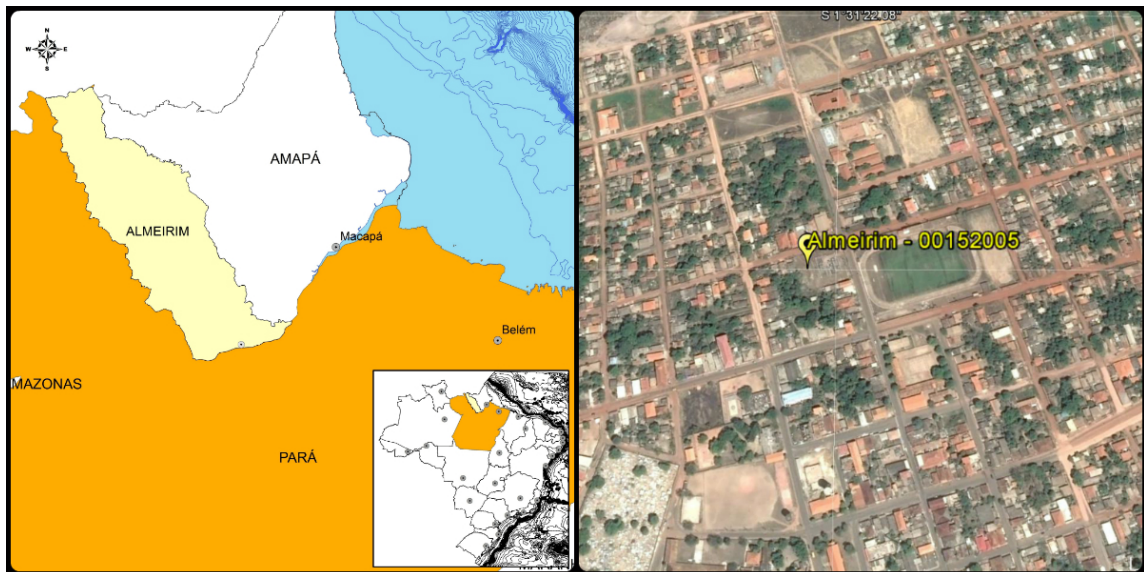 N
W E
S
AMAPÁ
ALMEIRIM
Macapá
Belém
MAZONAS
PARÁ
S 1°31'22.08"
Almeirim - 00152005